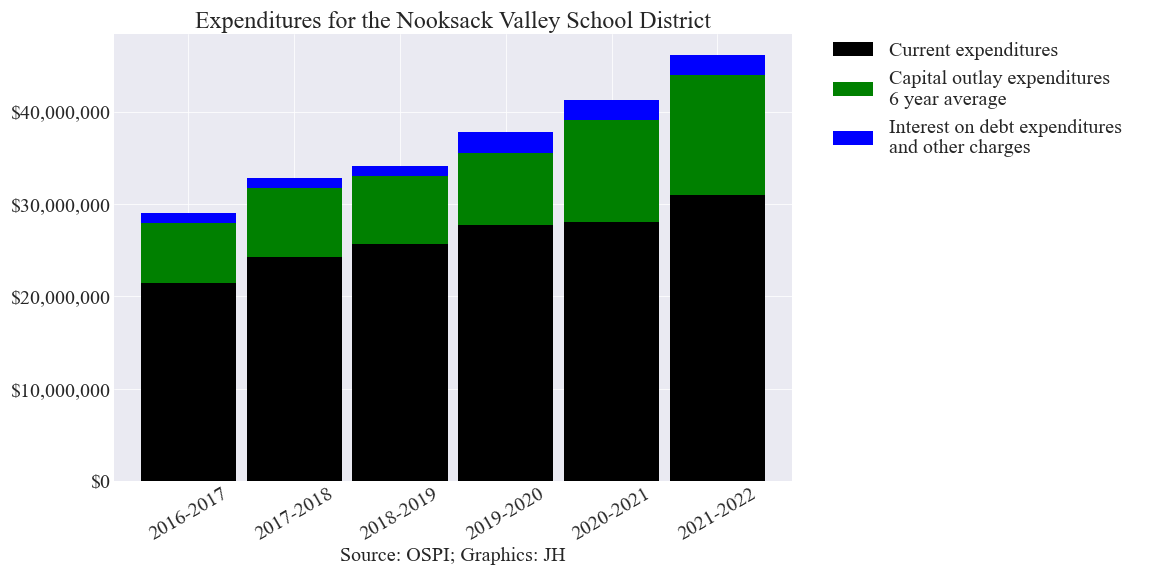 Expenditures for the Nooksack Valley School District
Current expenditures
Capital outlay expenditures
6 year average
Interest on debt expenditures
and other charges
$40,000,000
$30,000,000
$20,000,000
$10,000,000
$0
2016-2017
2017-2018
2018-2019
2019-2020
2020-2021
2021-2022
Source: OSPI; Graphics: JH